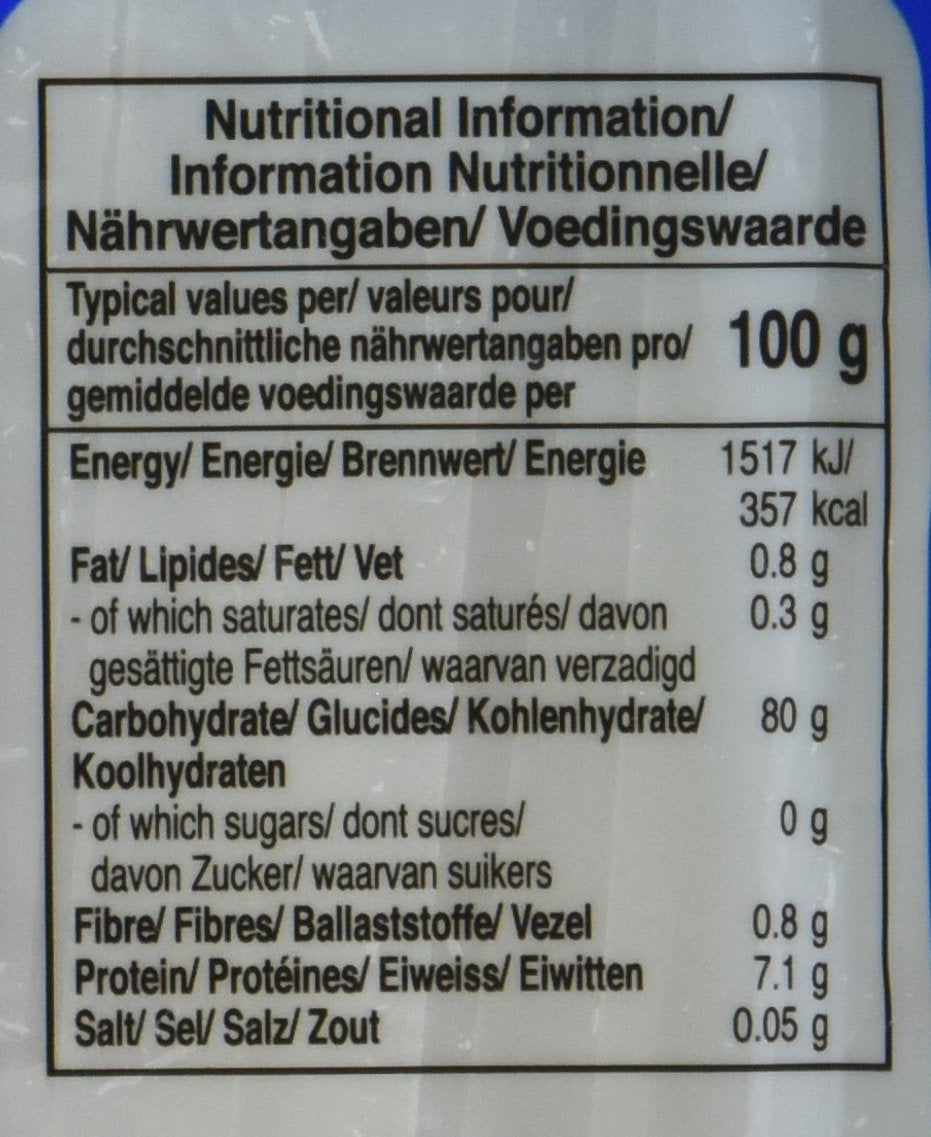 Nutritional Information/
Information Nutritionnelle/
Nährwertangaben/ Voedingswaarde
Typical values per/ valeurs pour/
durchschnittliche nährwertangaben pro/ 100 g
gemiddelde voedingswaarde per
Energy/ Energie/ Brennwert/ Energie 1517 kJ/
357 kcal
Fat/ Lipides/ Fett/ Vet 0.8 g
- of which saturates/ dont saturés/ davon 0.3 g
gesättigte Fettsäuren/ waarvan verzadigd
Carbohydrate/ Glucides/ Kohlenhydrate/ 80 g
Koolhydraten
- of which sugars/ dont sucres/ 0 g
davon Zucker/ waarvan suikers
Fibre/ Fibres/ Ballaststoffe/ Vezel 0.8 g
Protein/ Protéines/ Eiweiss/ Eiwitten 7.1 g
Salt/ Sel/ Salz/ Zout 0.05 g